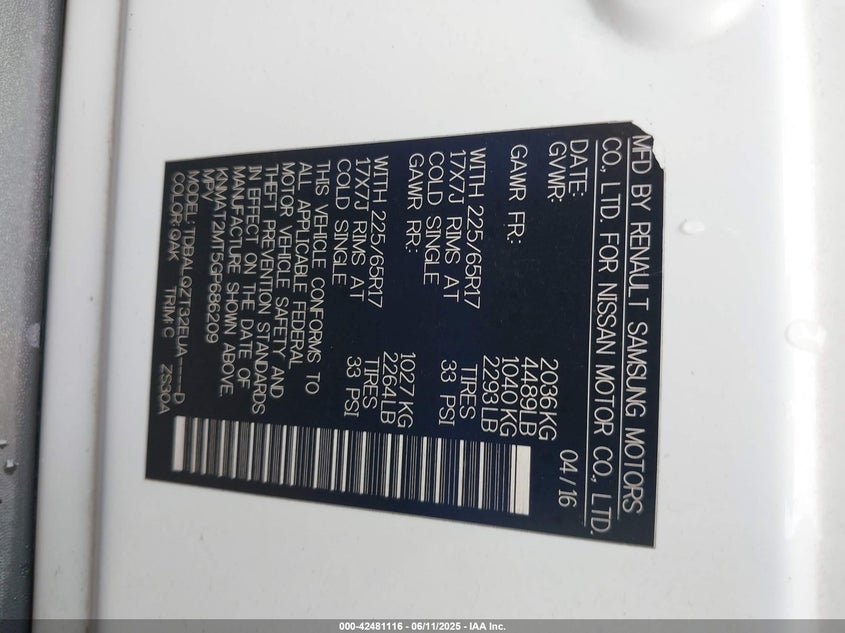 MFD BY RENAULT SAMSUNG MOTORS
CO., LTD. FOR NISSAN MOTOR CO., LTD.
DATE: 04/16
GVWR: 2036KG
4489LB
GAWR FR: 1040KG
2293LB
WITH 225/65R17 TIRES
17X7J RIMS AT 33 PSI
COLD SINGLE
GAWR RR: 1027KG
2264LB
WITH 225/65R17 TIRES
17X7J RIMS AT 33 PSI
COLD SINGLE
THIS VEHICLE CONFORMS TO
ALL APPLICABLE FEDERAL
MOTOR VEHICLE SAFETY AND
THEFT PREVENTION STANDARDS
IN EFFECT ON THE DATE OF
MANUFACTURE SHOWN ABOVE.
KNMAT2MT5GP686209
MPV
MODEL: TDBALQZT32EUA-----D
COLOR: QAK TRIM: C ZS30A
000-42481116 - 06/11/2025 - IAA Inc.